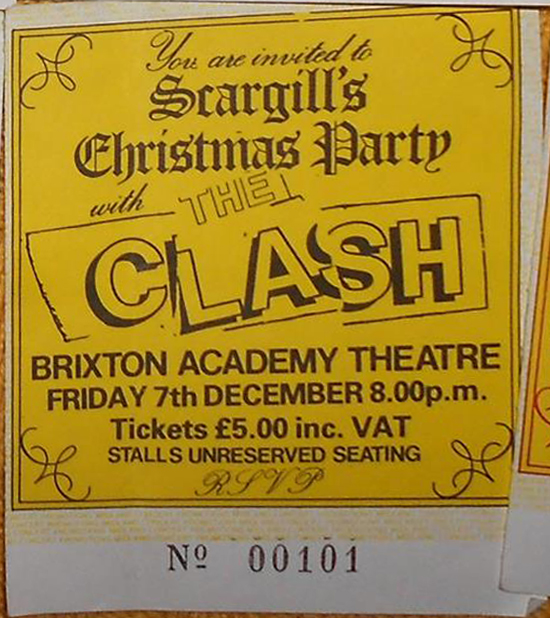 You are invited to
Scargill's
Christmas Party
with THE
CLASH
BRIXTON ACADEMY THEATRE
FRIDAY 7th DECEMBER 8.00p.m.
Tickets £5.00 inc. VAT
STALLS UNRESERVED SEATING
RSVP
Nº 00101